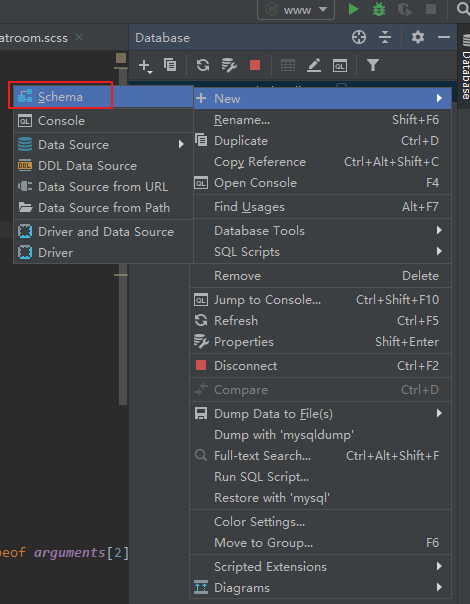 www
atroom.scss
Database
Database
Schema
Console
Data Source
DDL Data Source
Data Source from URL
Data Source from Path
Driver and Data Source
Driver
New
Rename... Shift+F6
Duplicate Ctrl+D
Copy Reference Ctrl+Alt+Shift+C
Open Console F4
Find Usages Alt+F7
Database Tools
SQL Scripts
Remove Delete
Jump to Console... Ctrl+Shift+F10
Refresh Ctrl+F5
Properties Shift+Enter
Disconnect Ctrl+F2
Compare Ctrl+D
Dump Data to File(s)
Dump with 'mysqldump'
Full-text Search... Ctrl+Alt+Shift+F
Run SQL Script...
Restore with 'mysql'
Color Settings...
Move to Group... F6
Scripted Extensions
Diagrams
peof arguments[2]